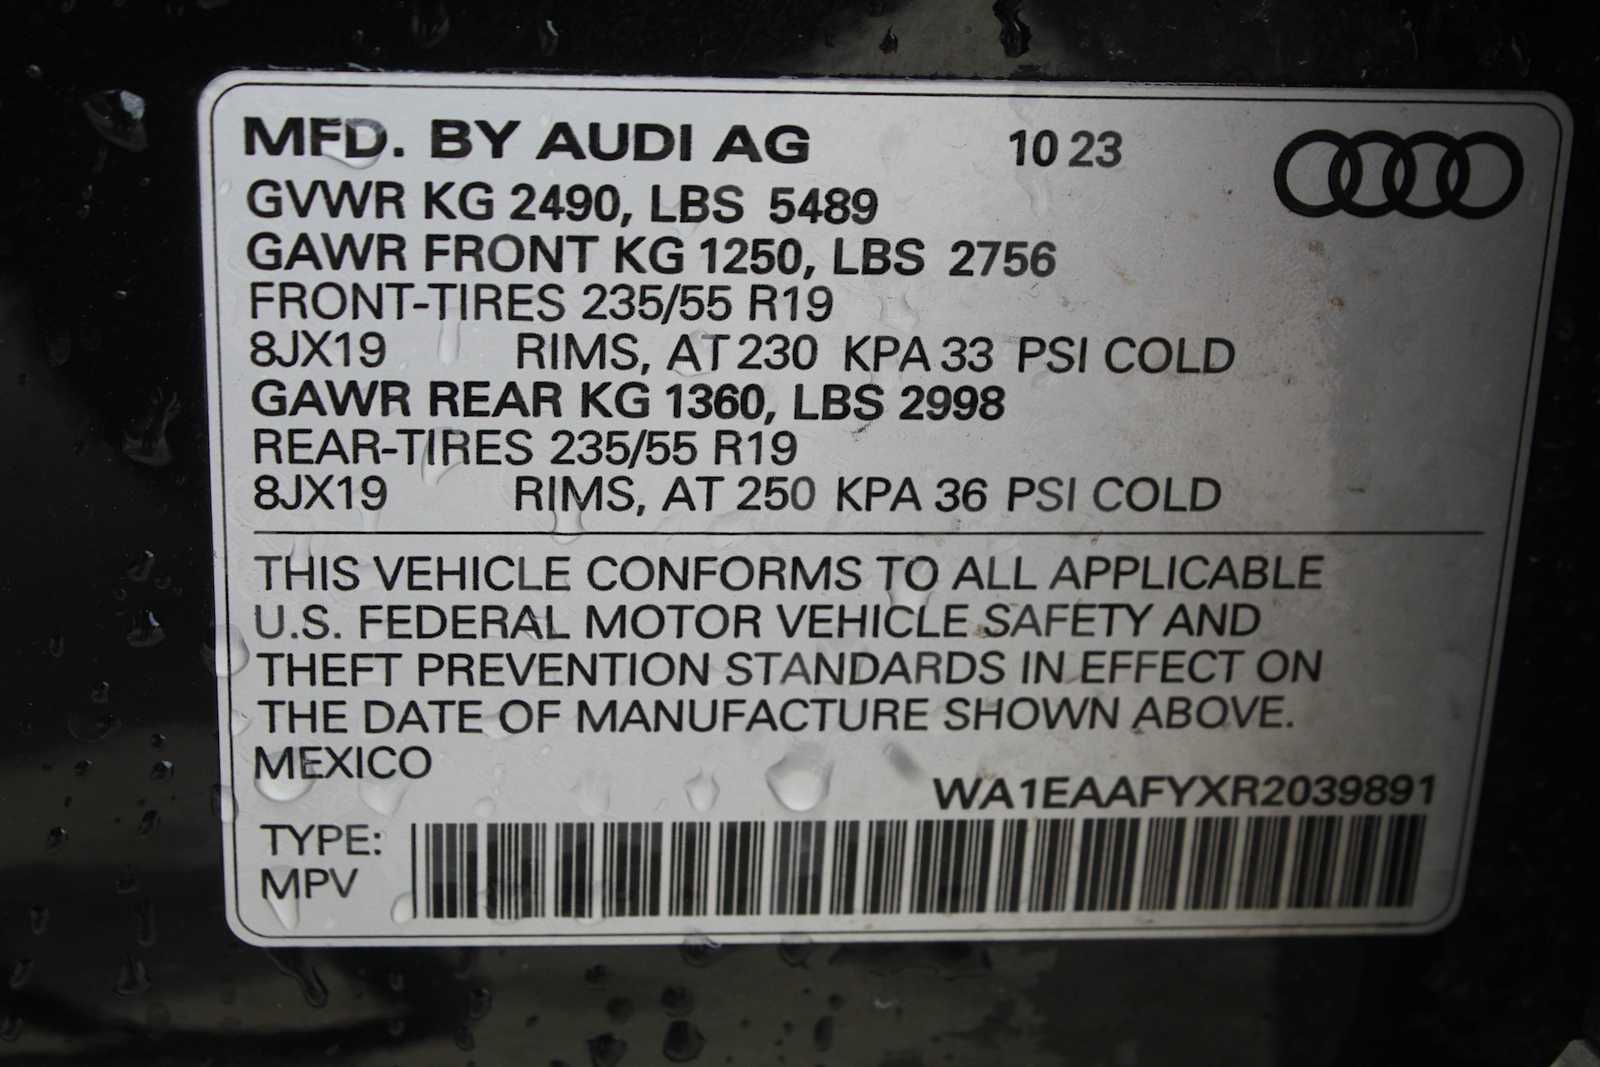 MFD. BY AUDI AG 10 23
GVWR KG 2490, LBS 5489
GAWR FRONT KG 1250, LBS 2756
FRONT-TIRES 235/55 R19
8JX19 RIMS, AT 230 KPA 33 PSI COLD
GAWR REAR KG 1360, LBS 2998
REAR-TIRES 235/55 R19
8JX19 RIMS, AT 250 KPA 36 PSI COLD
THIS VEHICLE CONFORMS TO ALL APPLICABLE
U.S. FEDERAL MOTOR VEHICLE SAFETY AND
THEFT PREVENTION STANDARDS IN EFFECT ON
THE DATE OF MANUFACTURE SHOWN ABOVE.
MEXICO
WA1EAAFYXR2039891
TYPE:
MPV